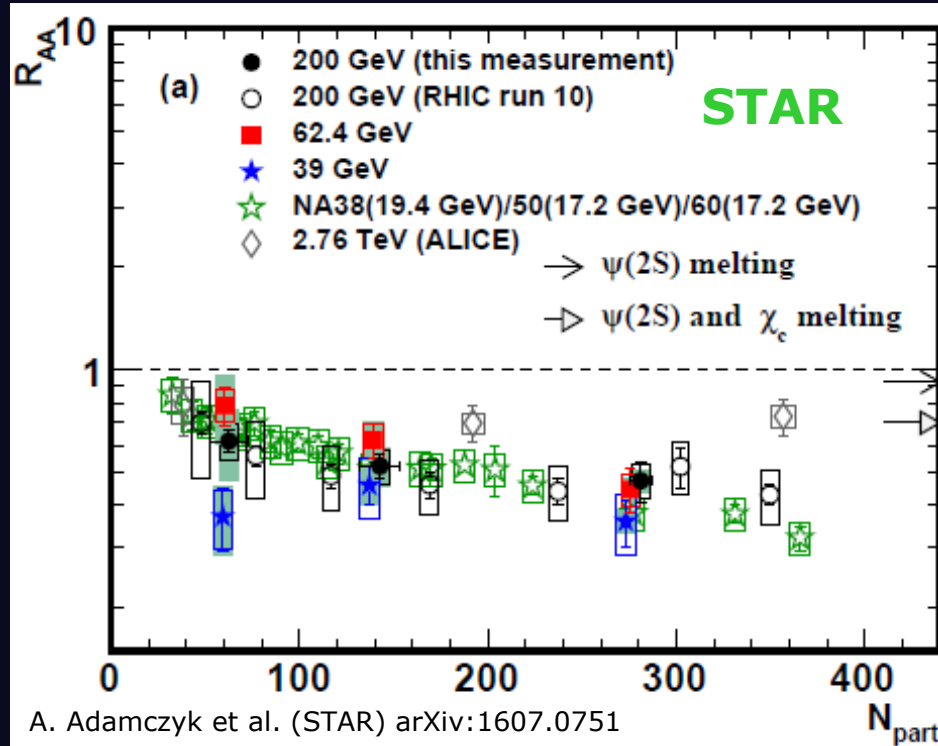 10
R_AA
(a)
200 GeV (this measurement)
200 GeV (RHIC run 10)
62.4 GeV
39 GeV
NA38(19.4 GeV)/50(17.2 GeV)/60(17.2 GeV)
2.76 TeV (ALICE)
STAR
ψ(2S) melting
ψ(2S) and χ_c melting
1
0 100 200 300 400
A. Adamczyk et al. (STAR) arXiv:1607.0751
N_part